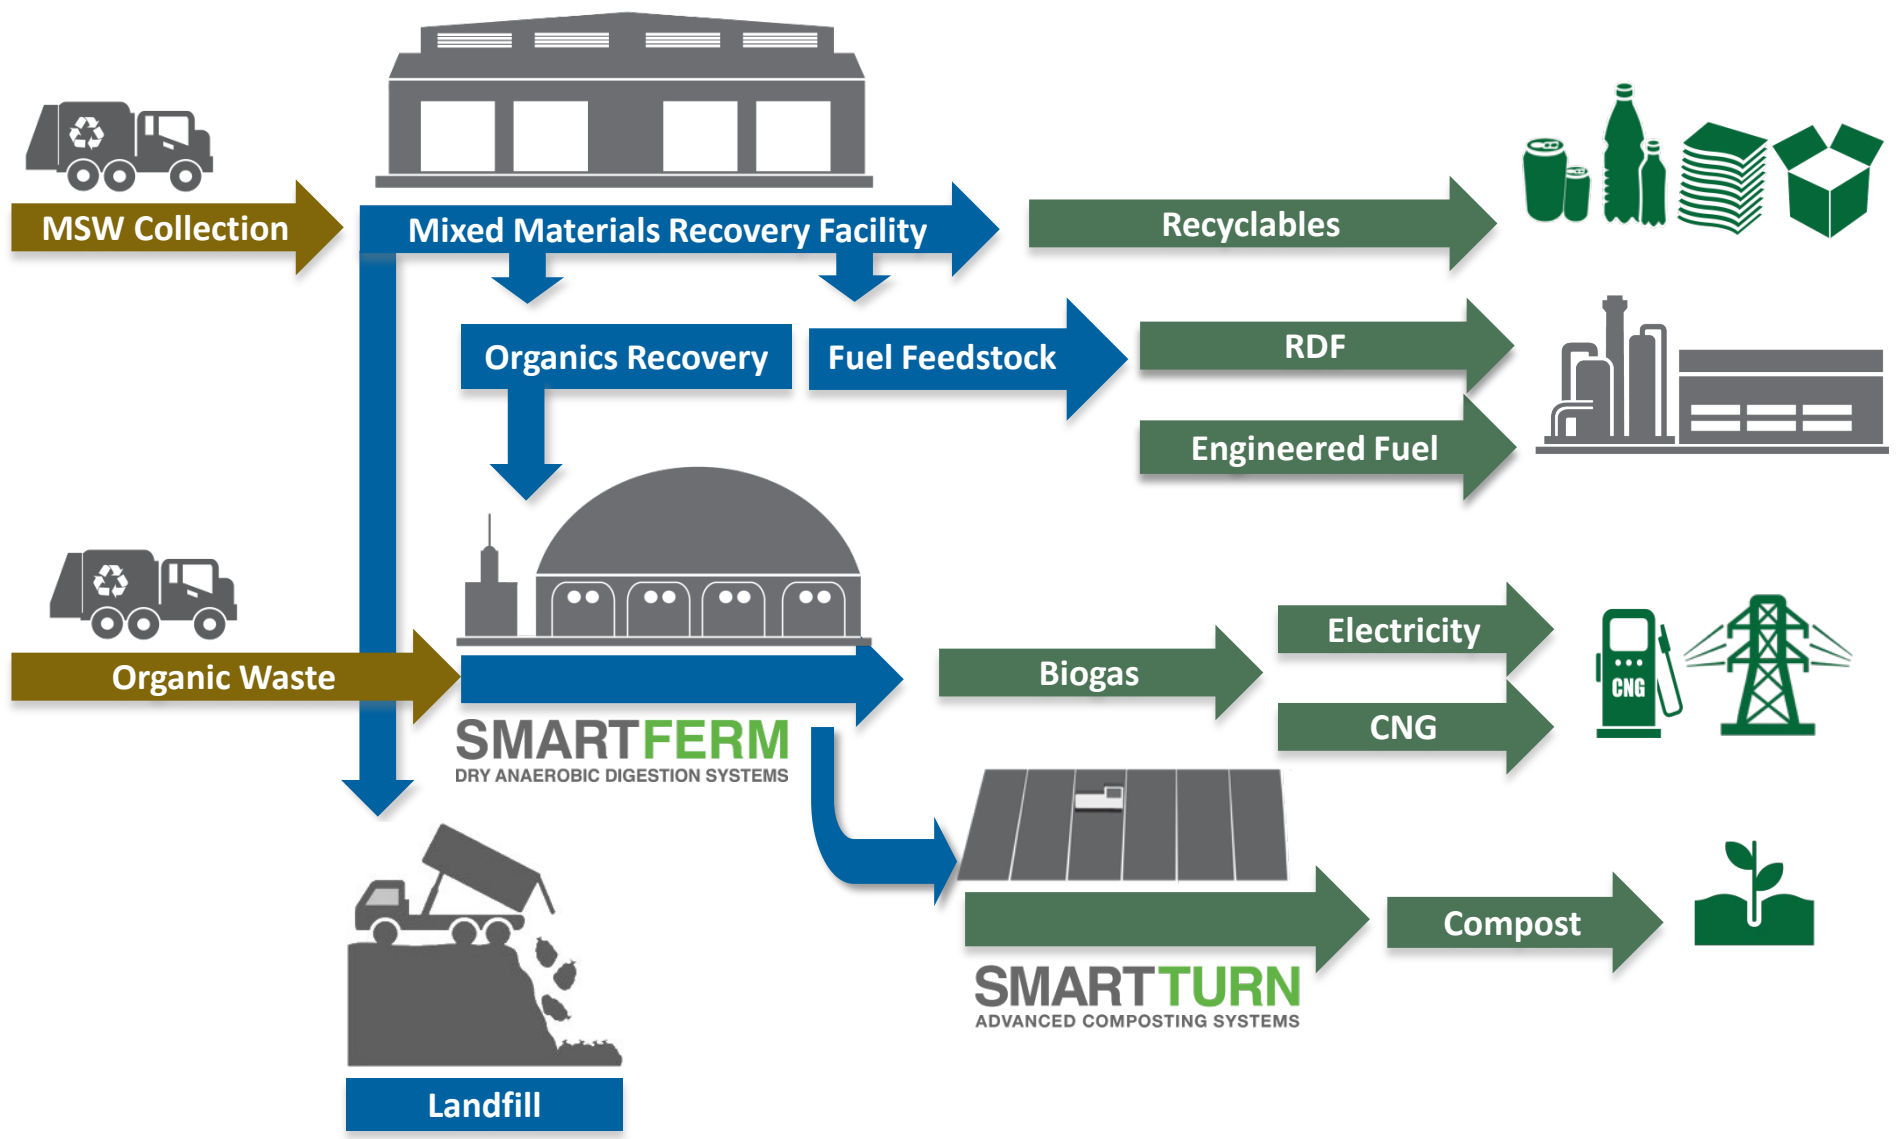 MSW Collection
Mixed Materials Recovery Facility
Recyclables
Organics Recovery
Fuel Feedstock
RDF
Engineered Fuel
Organic Waste
SMARTFERM
DRY ANAEROBIC DIGESTION SYSTEMS
Biogas
Electricity
CNG
CNG
SMARTTURN
ADVANCED COMPOSTING SYSTEMS
Compost
Landfill